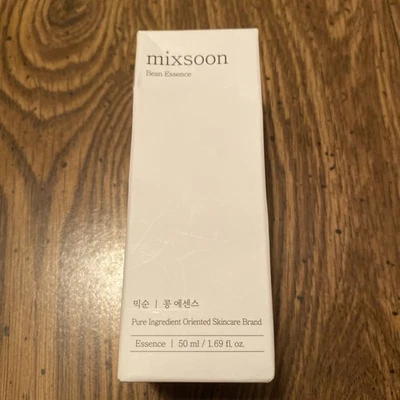 mixsoon
Bean Essence
믹순 | 콩 에센스
Pure Ingredient Oriented Skincare Brand
Essence | 50 ml / 1.69 fl. oz.